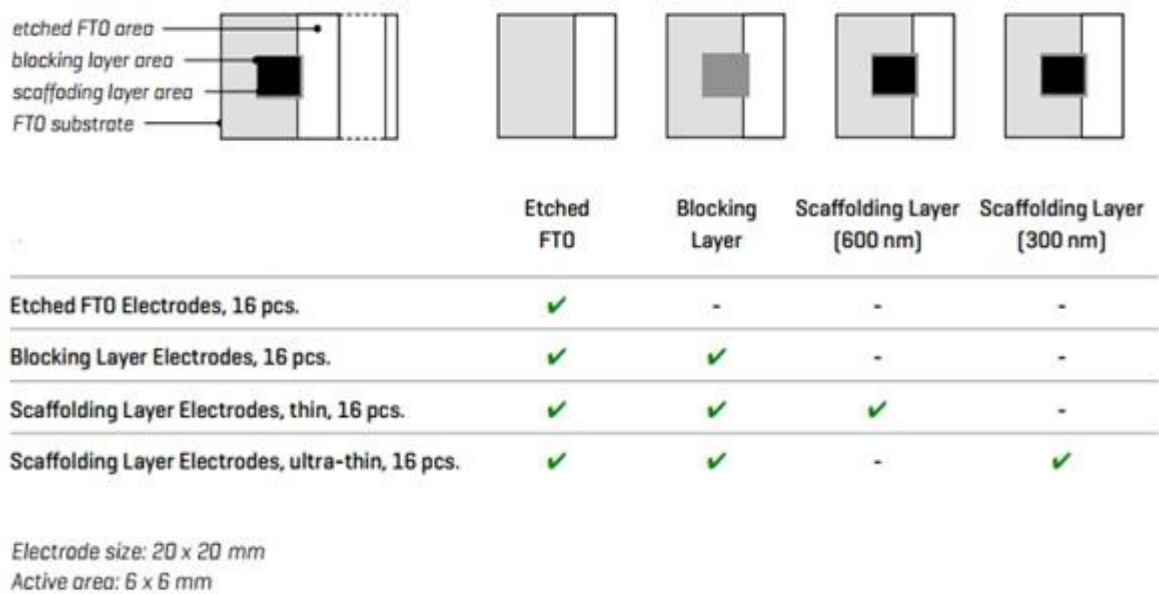 etched FTO area
blocking layer area
scaffoding layer area
FTO substrate
Etched FTO
Blocking Layer
Scaffolding Layer (600 nm)
Scaffolding Layer (300 nm)
Etched FTO Electrodes, 16 pcs. ✔ - - -
Blocking Layer Electrodes, 16 pcs. ✔ ✔ - -
Scaffolding Layer Electrodes, thin, 16 pcs. ✔ ✔ ✔ -
Scaffolding Layer Electrodes, ultra-thin, 16 pcs. ✔ ✔ - ✔
Electrode size: 20 x 20 mm
Active area: 6 x 6 mm